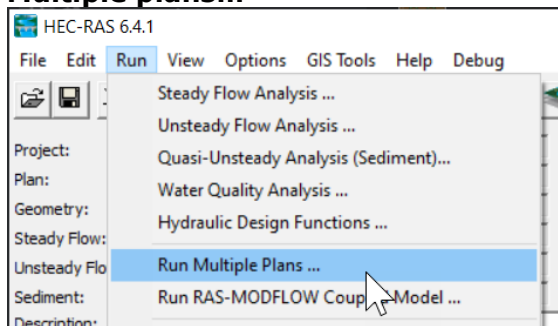 Multiple plans...
HEC-RAS 6.4.1
File Edit Run View Options GIS Tools Help Debug
Steady Flow Analysis ...
Unsteady Flow Analysis ...
Project:
Quasi-Unsteady Analysis (Sediment)...
Plan:
Water Quality Analysis ...
Geometry:
Hydraulic Design Functions ...
Steady Flow:
Unsteady Flo
Run Multiple Plans ...
Sediment:
Run RAS-MODFLOW Model ...
Description: